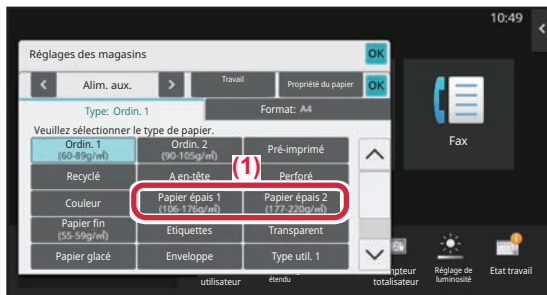 10:49
Réglages des magasins
OK
Alim. aux.
Travail
Propriété du papier
OK
Type: Ordin. 1
Format: A4
Veuillez sélectionner le type de papier.
Ordin. 1
(60-89g/㎡)
Ordin. 2
(90-105g/㎡)
Pré-imprimé
Recyclé
A en-tête
(1)
Perforé
Couleur
Papier épais 1
(106-176g/㎡)
Papier épais 2
(177-220g/㎡)
Papier fin
(55-59g/㎡)
Etiquettes
Transparent
Papier glacé
Enveloppe
Type util. 1
Fax
utilisateur
étendu
totalisateur
Réglage de
luminosité
Etat travail